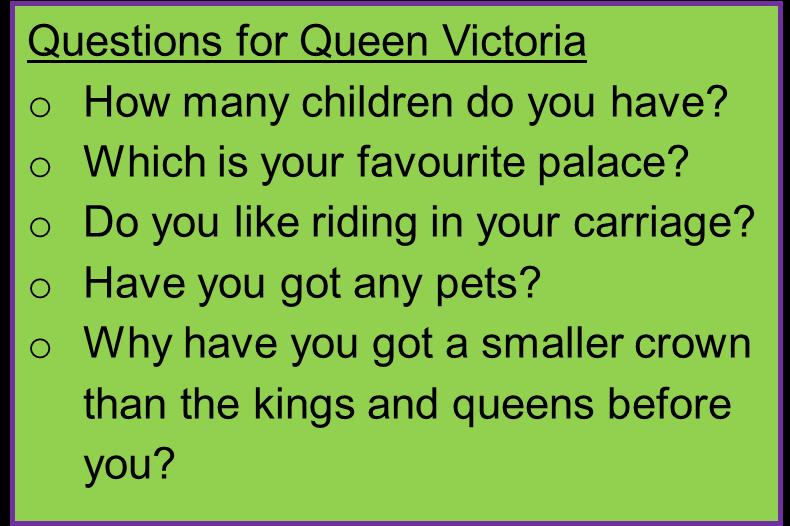 Questions for Queen Victoria
o How many children do you have?
o Which is your favourite palace?
o Do you like riding in your carriage?
o Have you got any pets?
o Why have you got a smaller crown
than the kings and queens before
you?